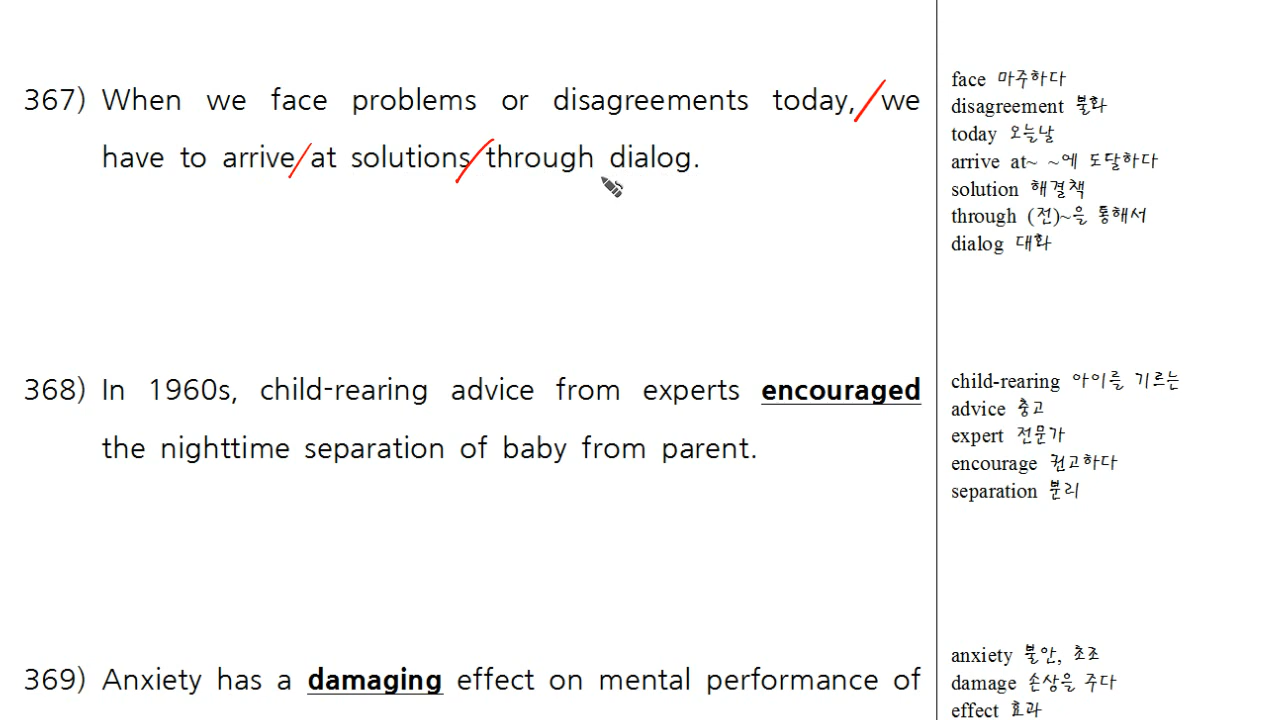 367) When we face problems or disagreements today, we
have to arrive at solutions through dialog.
face 마주하다
disagreement 불화
today 오늘날
arrive at~ ~에 도달하다
solution 해결책
through (전)~을 통해서
dialog 대화
368) In 1960s, child-rearing advice from experts encouraged
the nighttime separation of baby from parent.
child-rearing 아이를 기르는
advice 충고
expert 전문가
encourage 권고하다
separation 분리
369) Anxiety has a damaging effect on mental performance of
anxiety 불안, 초조
damage 손상을 주다
effect 효과